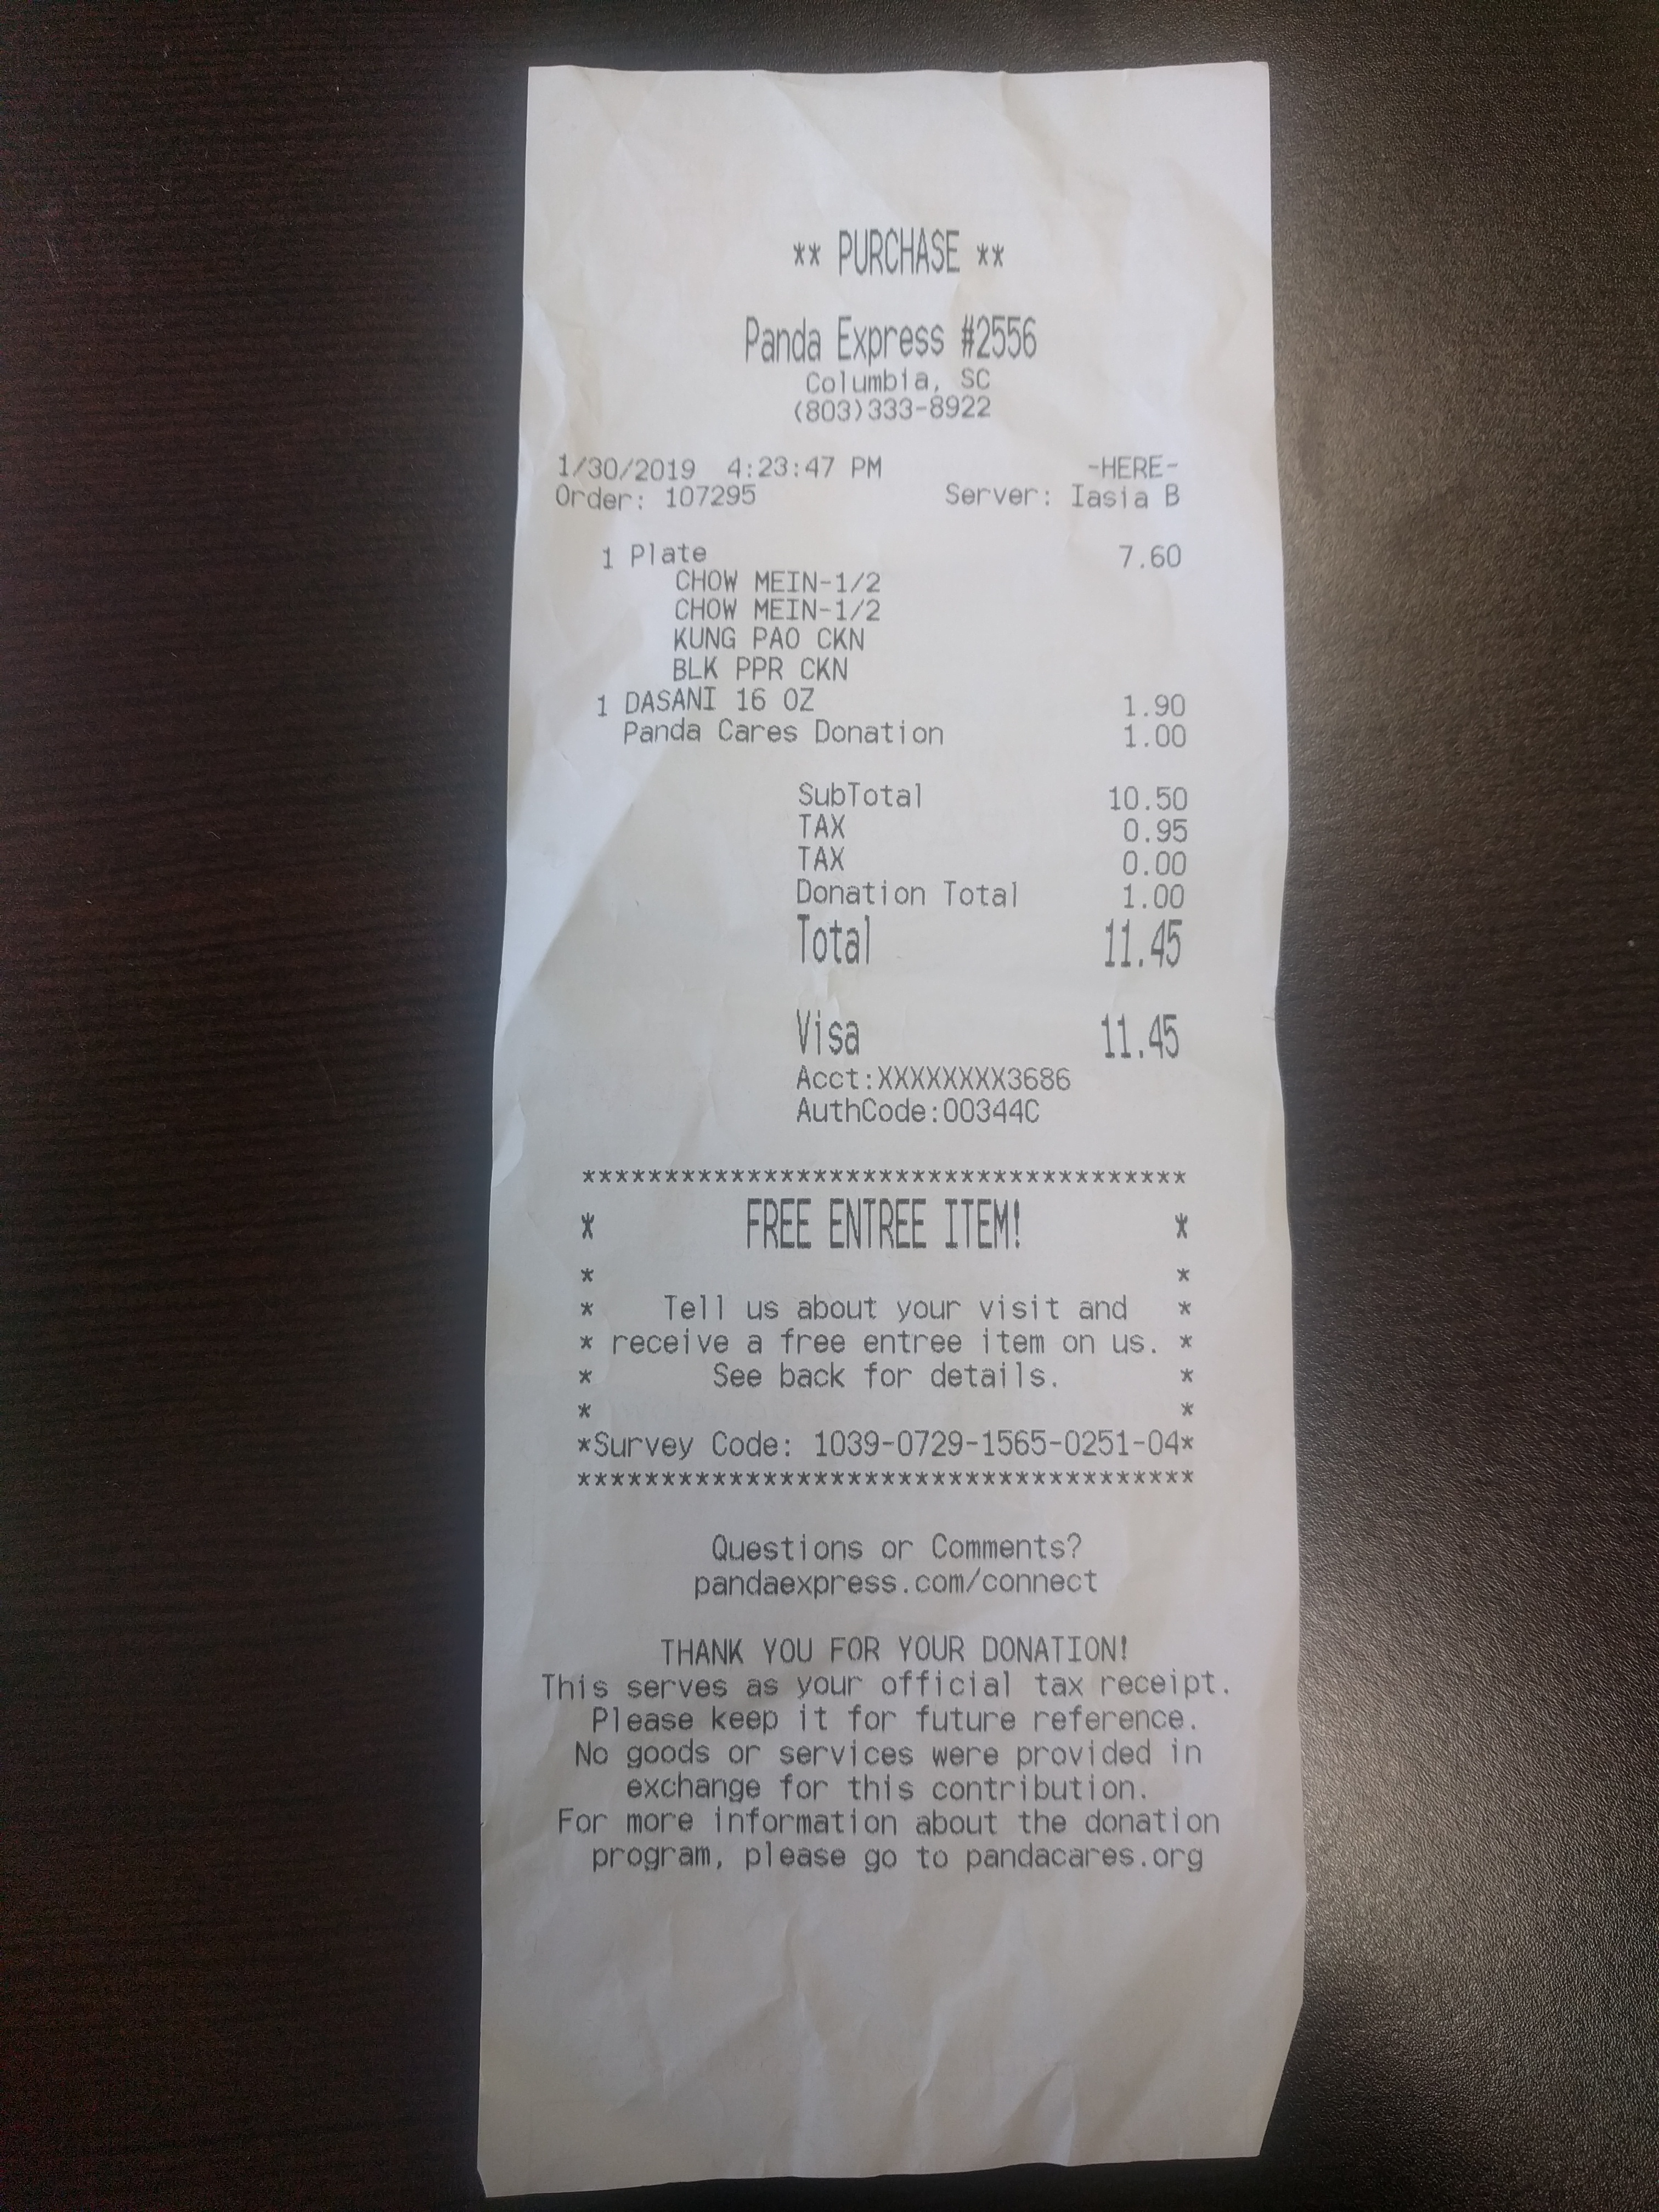 ** PURCHASE **
Panda Express #2556
Columbia, SC
(803)333-8922
1/30/2019 4:23:47 PM -HERE-
Order: 107295 Server: Iasia B
1 Plate 7.60
CHOW MEIN-1/2
CHOW MEIN-1/2
KUNG PAO CKN
BLK PPR CKN
1 DASANI 16 OZ 1.90
Panda Cares Donation 1.00
SubTotal 10.50
TAX 0.95
TAX 0.00
Donation Total 1.00
Total 11.45
Visa 11.45
Acct:XXXXXXXX3686
AuthCode:00344C
*************************************
* FREE ENTREE ITEM! *
* *
* Tell us about your visit and *
* receive a free entree item on us. *
* See back for details. *
* *
*Survey Code: 1039-0729-1565-0251-04*
*************************************
Questions or Comments?
pandaexpress.com/connect
THANK YOU FOR YOUR DONATION!
This serves as your official tax receipt.
Please keep it for future reference.
No goods or services were provided in
exchange for this contribution.
For more information about the donation
program, please go to pandacares.org